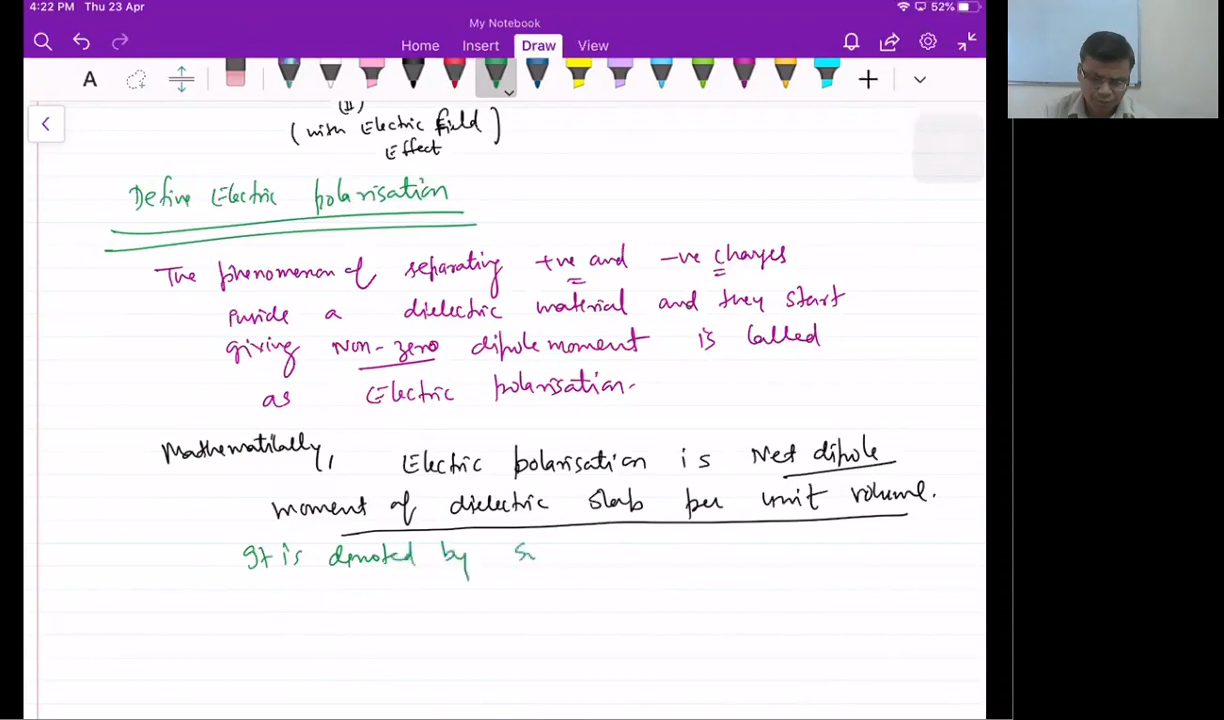 4:22 PM Thu 23 Apr
52%
My Notebook
Home Insert Draw View
A
(II)
(with Electric Field)
Effect
Define Electric polarisation
The phenomenon of separating +ve and -ve charges
inside a dielectric material and they start
giving Non-zero dipole moment is called
as Electric polarisation.
Mathematically, Electric polarisation is Net dipole
moment of dielectric slab per unit volume.
It is denoted by